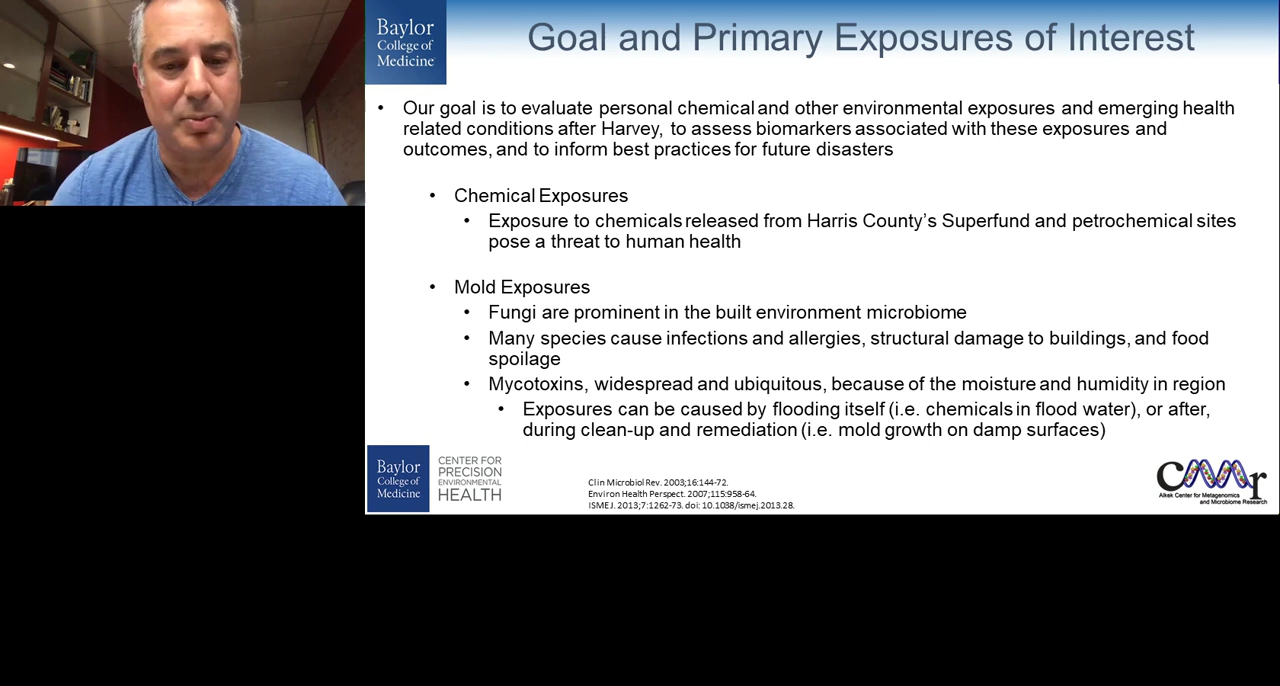 Baylor
College of
Medicine
Goal and Primary Exposures of Interest
• Our goal is to evaluate personal chemical and other environmental exposures and emerging health
related conditions after Harvey, to assess biomarkers associated with these exposures and
outcomes, and to inform best practices for future disasters
• Chemical Exposures
• Exposure to chemicals released from Harris County's Superfund and petrochemical sites
pose a threat to human health
• Mold Exposures
• Fungi are prominent in the built environment microbiome
• Many species cause infections and allergies, structural damage to buildings, and food
spoilage
• Mycotoxins, widespread and ubiquitous, because of the moisture and humidity in region
• Exposures can be caused by flooding itself (i.e. chemicals in flood water), or after,
during clean-up and remediation (i.e. mold growth on damp surfaces)
Baylor
College of
Medicine
CENTER FOR
PRECISION
ENVIRONMENTAL
HEALTH
Clin Microbiol Rev. 2003;16:144-72.
Environ Health Perspect. 2007;115:958-64.
ISME J. 2013;7:1262-73. doi: 10.1038/ismej.2013.28.
CMMr
Alkek Center for Metagenomics
and Microbiome Research